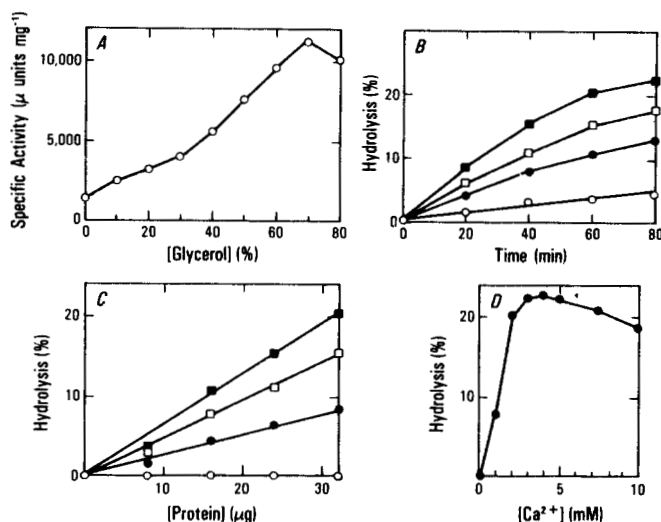 A
Specific Activity (μ units mg⁻¹)
10,000
5,000
0
0 20 40 60 80
[Glycerol] (%)
B
Hydrolysis (%)
20
10
0
0 20 40 60 80
Time (min)
C
Hydrolysis (%)
20
10
0
0 10 20 30
[Protein] (μg)
D
Hydrolysis (%)
20
10
0
0 5 10
[Ca²⁺] (mM)